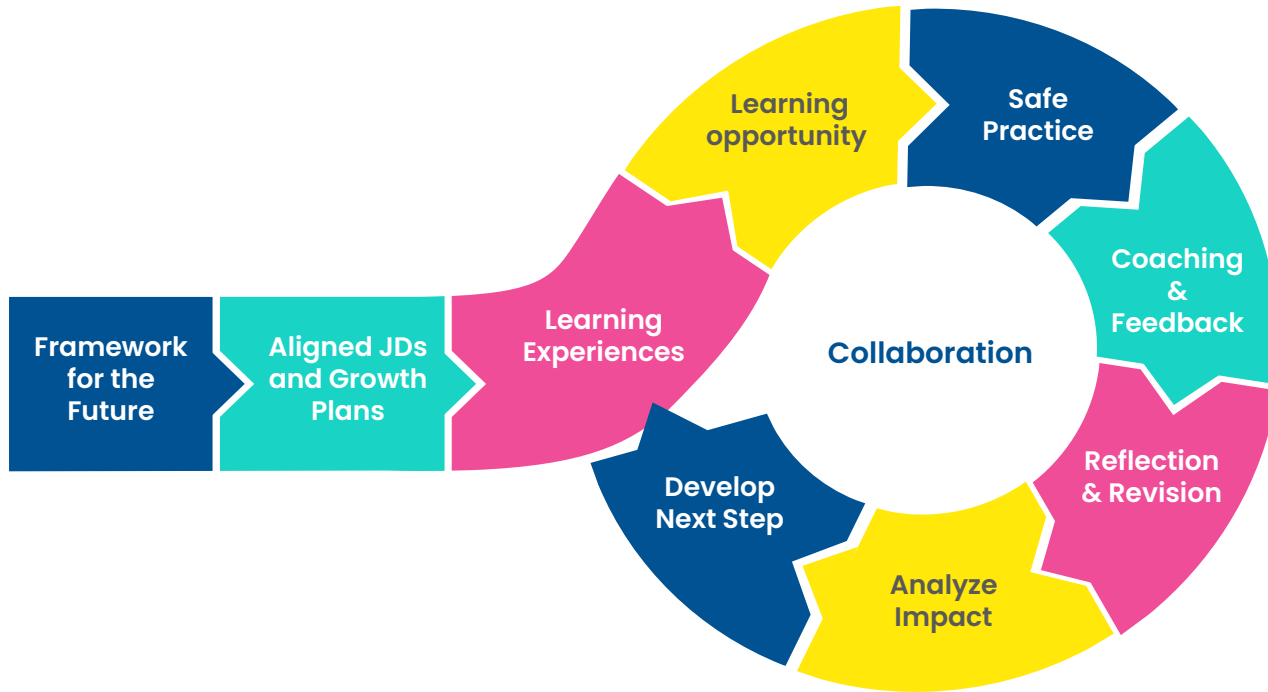 Framework
for the
Future
Aligned JDs
and Growth
Plans
Learning
Experiences
Learning
opportunity
Safe
Practice
Coaching
&
Feedback
Reflection
& Revision
Analyze
Impact
Develop
Next Step
Collaboration